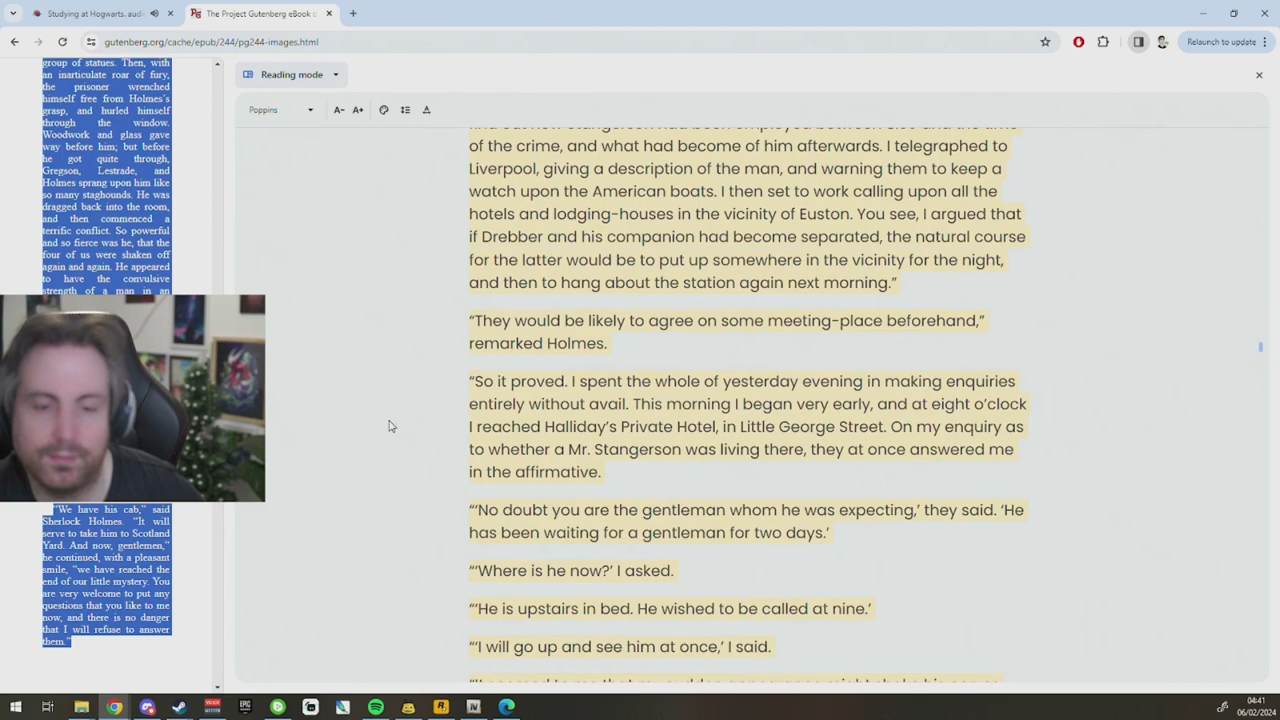 Studying at Hogwarts. audi
The Project Gutenberg eBook o
gutenberg.org/cache/epub/244/pg244-images.html
Relaunch to update
group of statues. Then, with
an inarticulate roar of fury,
the prisoner wrenched
himself free from Holmes's
grasp, and hurled himself
through the window.
Woodwork and glass gave
way before him; but before
he got quite through,
Gregson, Lestrade, and
Holmes sprang upon him like
so many staghounds. He was
dragged back into the room,
and then commenced a
terrific conflict. So powerful
and so fierce was he, that the
four of us were shaken off
again and again. He appeared
to have the convulsive
strength of a man in an
"We have his cab," said
Sherlock Holmes. "It will
serve to take him to Scotland
Yard. And now, gentlemen,"
he continued, with a pleasant
smile, "we have reached the
end of our little mystery. You
are very welcome to put any
questions that you like to me
now, and there is no danger
that I will refuse to answer
them."
Reading mode
Poppins
A- A+
of the crime, and what had become of him afterwards. I telegraphed to
Liverpool, giving a description of the man, and warning them to keep a
watch upon the American boats. I then set to work calling upon all the
hotels and lodging-houses in the vicinity of Euston. You see, I argued that
if Drebber and his companion had become separated, the natural course
for the latter would be to put up somewhere in the vicinity for the night,
and then to hang about the station again next morning.”
“They would be likely to agree on some meeting-place beforehand,”
remarked Holmes.
“So it proved. I spent the whole of yesterday evening in making enquiries
entirely without avail. This morning I began very early, and at eight o’clock
I reached Halliday’s Private Hotel, in Little George Street. On my enquiry as
to whether a Mr. Stangerson was living there, they at once answered me
in the affirmative.
“‘No doubt you are the gentleman whom he was expecting,’ they said. ‘He
has been waiting for a gentleman for two days.’
“‘Where is he now?’ I asked.
“‘He is upstairs in bed. He wished to be called at nine.’
“‘I will go up and see him at once,’ I said.
04:41
06/02/2024